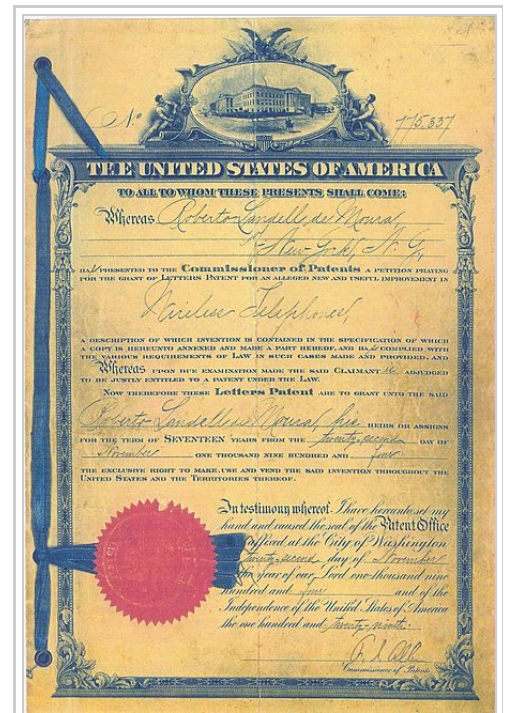 No. 775,337
THE UNITED STATES OF AMERICA
TO ALL TO WHOM THESE PRESENTS SHALL COME:
Whereas Roberto Landell de Moura,
of New-York, N. Y.,
HAS PRESENTED TO THE Commissioner of Patents A PETITION PRAYING
FOR THE GRANT OF LETTERS PATENT FOR AN ALLEGED NEW AND USEFUL IMPROVEMENT IN
Wireless Telephones,
A DESCRIPTION OF WHICH INVENTION IS CONTAINED IN THE SPECIFICATION OF WHICH
A COPY IS HEREUNTO ANNEXED AND MADE A PART HEREOF, AND HAS COMPLIED WITH
THE VARIOUS REQUIREMENTS OF LAW IN SUCH CASES MADE AND PROVIDED, AND
Whereas UPON DUE EXAMINATION MADE THE SAID CLAIMANT is ADJUDGED
TO BE JUSTLY ENTITLED TO A PATENT UNDER THE LAW.
NOW THEREFORE THESE Letters Patent ARE TO GRANT UNTO THE SAID
Roberto Landell de Moura, his HEIRS OR ASSIGNS
FOR THE TERM OF SEVENTEEN YEARS FROM THE twenty-second DAY OF
November ONE THOUSAND NINE HUNDRED AND four
THE EXCLUSIVE RIGHT TO MAKE, USE AND VEND THE SAID INVENTION THROUGHOUT THE
UNITED STATES AND THE TERRITORIES THEREOF.
In testimony whereof, I have hereunto set my
hand and caused the seal of the Patent Office
to be affixed at the City of Washington
this twenty-second day of November
in the year of our Lord one thousand nine
hundred and four and of the
Independence of the United States of America
the one hundred and twenty-ninth.
F. I. Allen
Commissioner of Patents